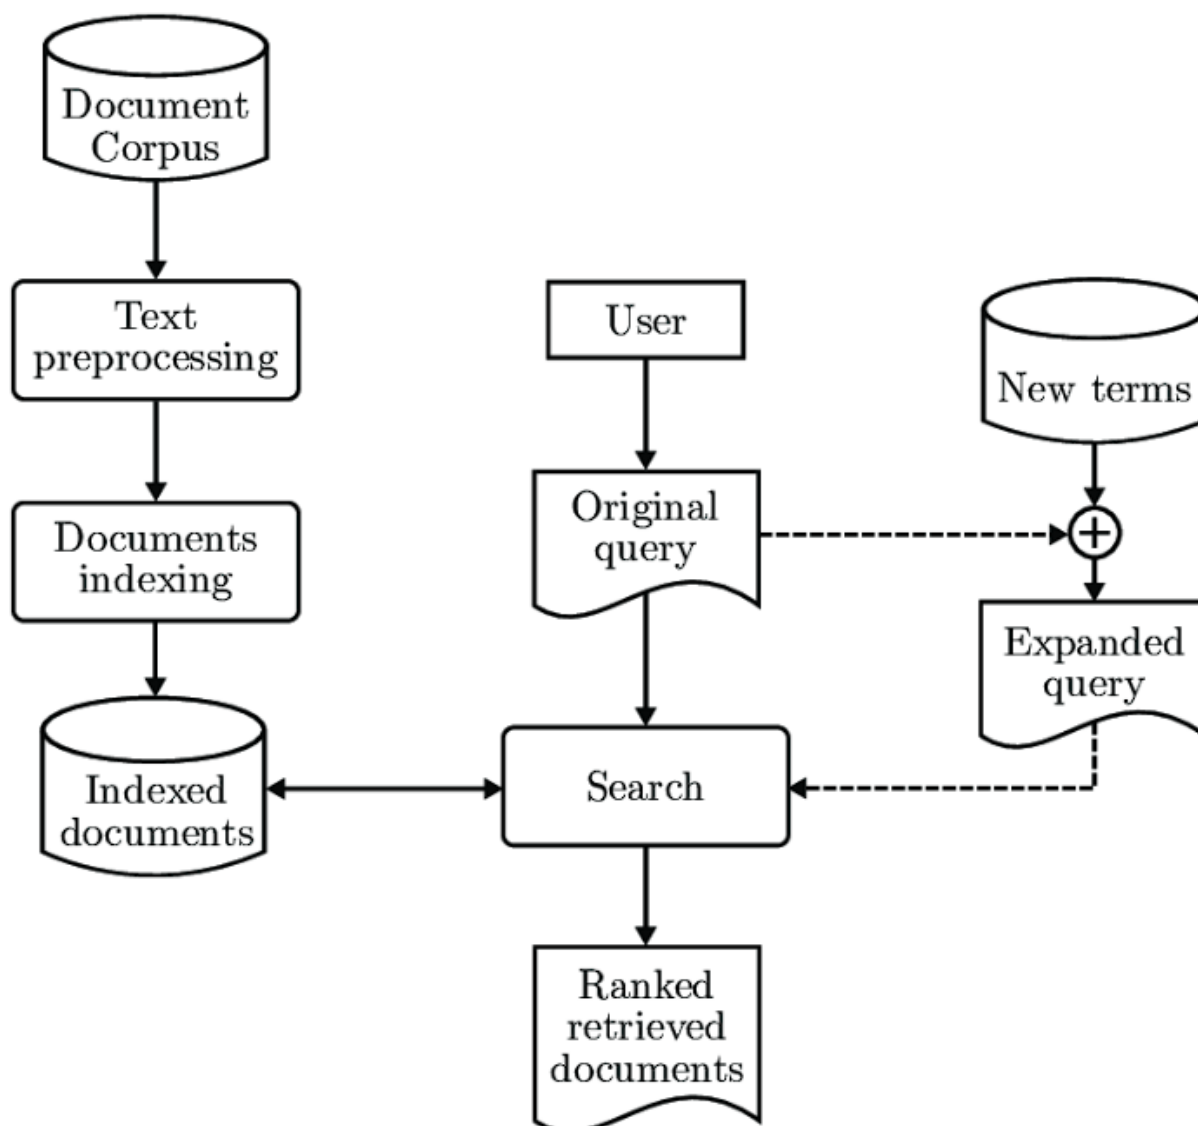 Document
Corpus
Text
preprocessing
Documents
indexing
Indexed
documents
User
Original
query
Search
Ranked
retrieved
documents
New terms
+
Expanded
query